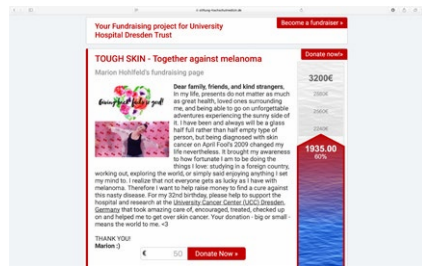 Your Fundraising project for University
Hospital Dresden Trust
Become a fundraiser »
TOUGH SKIN - Together against melanoma
Marion Hohlfeld's fundraising page
Dear family, friends, and kind strangers,
In my life, presents do not matter as much
as great health, loved ones surrounding
me, and being able to go on unforgettable
adventures experiencing the sunny side of
it. I have been and always will be a glass
half full rather than half empty type of
person, but being diagnosed with skin
cancer on April Fool's 2009 changed my
life nevertheless. It brought my awareness
to how fortunate I am to be doing the
things I love: studying in a foreign country,
working out, exploring the world, or simply said enjoying anything I set
my mind to. I realize that not everyone gets as lucky as I have with
melanoma. Therefore I want to help raise money to find a cure against
this nasty disease. For my 32nd birthday, please help to support the
hospital and research at the University Cancer Center (UCC) Dresden,
Germany that took amazing care of, encouraged, treated, checked up
on and helped me to get over skin cancer. Your donation - big or small -
means the world to me. <3
THANK YOU!
Marion :)
€ 50 Donate Now »
Donate now!»
3200€
2240€
1935.00
60%